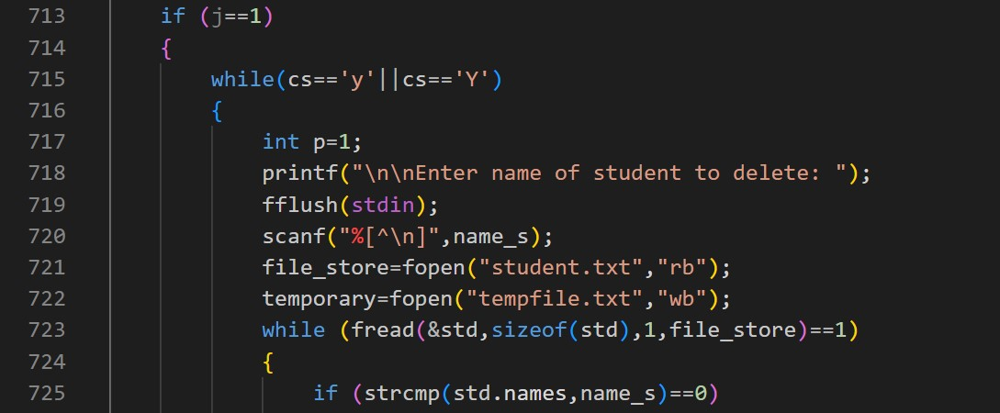 713 if (j==1)
714 {
715 while(cs=='y'||cs=='Y')
716 {
717 int p=1;
718 printf("\n\nEnter name of student to delete: ");
719 fflush(stdin);
720 scanf("%[^\n]",name_s);
721 file_store=fopen("student.txt","rb");
722 temporary=fopen("tempfile.txt","wb");
723 while (fread(&std,sizeof(std),1,file_store)==1)
724 {
725 if (strcmp(std.names,name_s)==0)